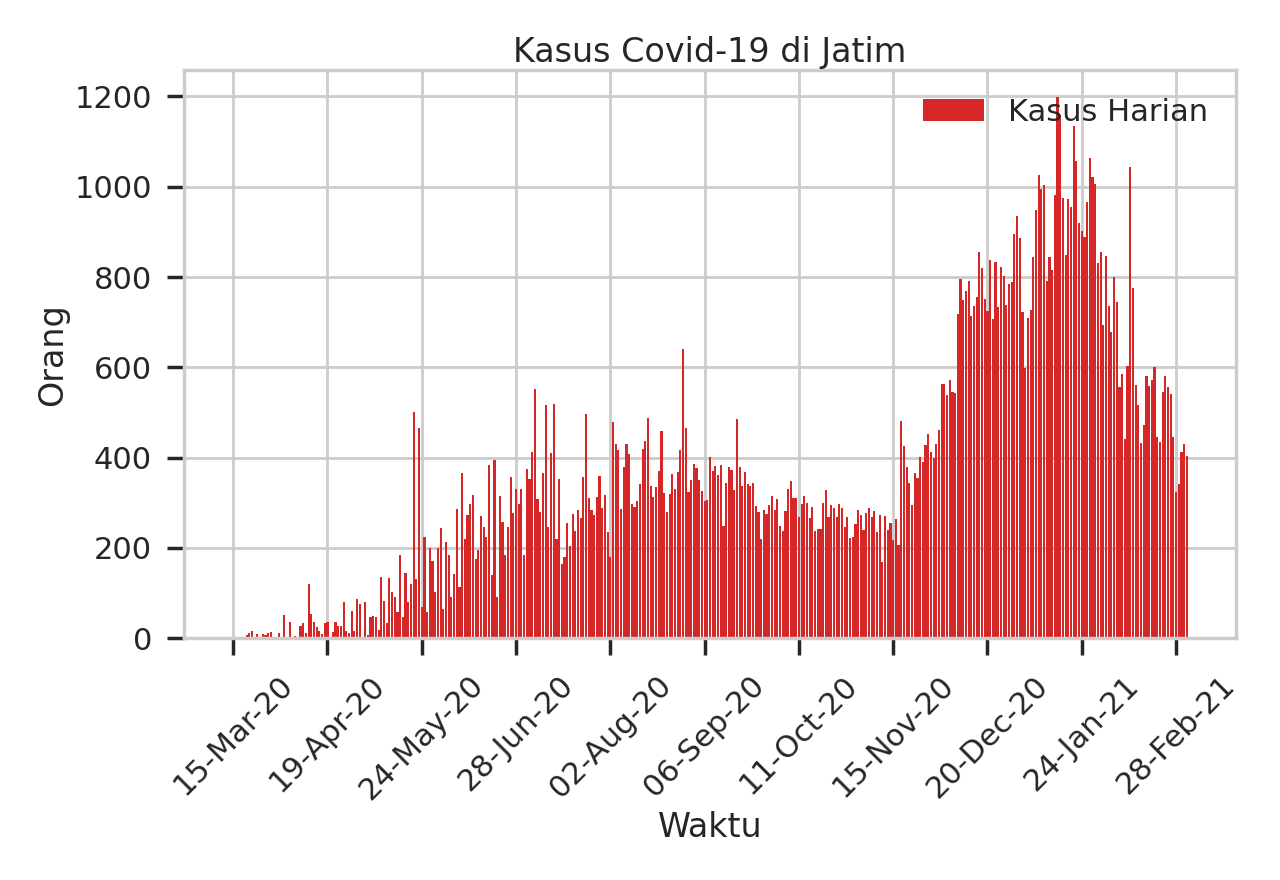 Kasus Covid-19 di Jatim
Kasus Harian
Orang
1200
1000
800
600
400
200
0
15-Mar-20
19-Apr-20
24-May-20
28-Jun-20
02-Aug-20
06-Sep-20
11-Oct-20
15-Nov-20
20-Dec-20
24-Jan-21
28-Feb-21
Waktu